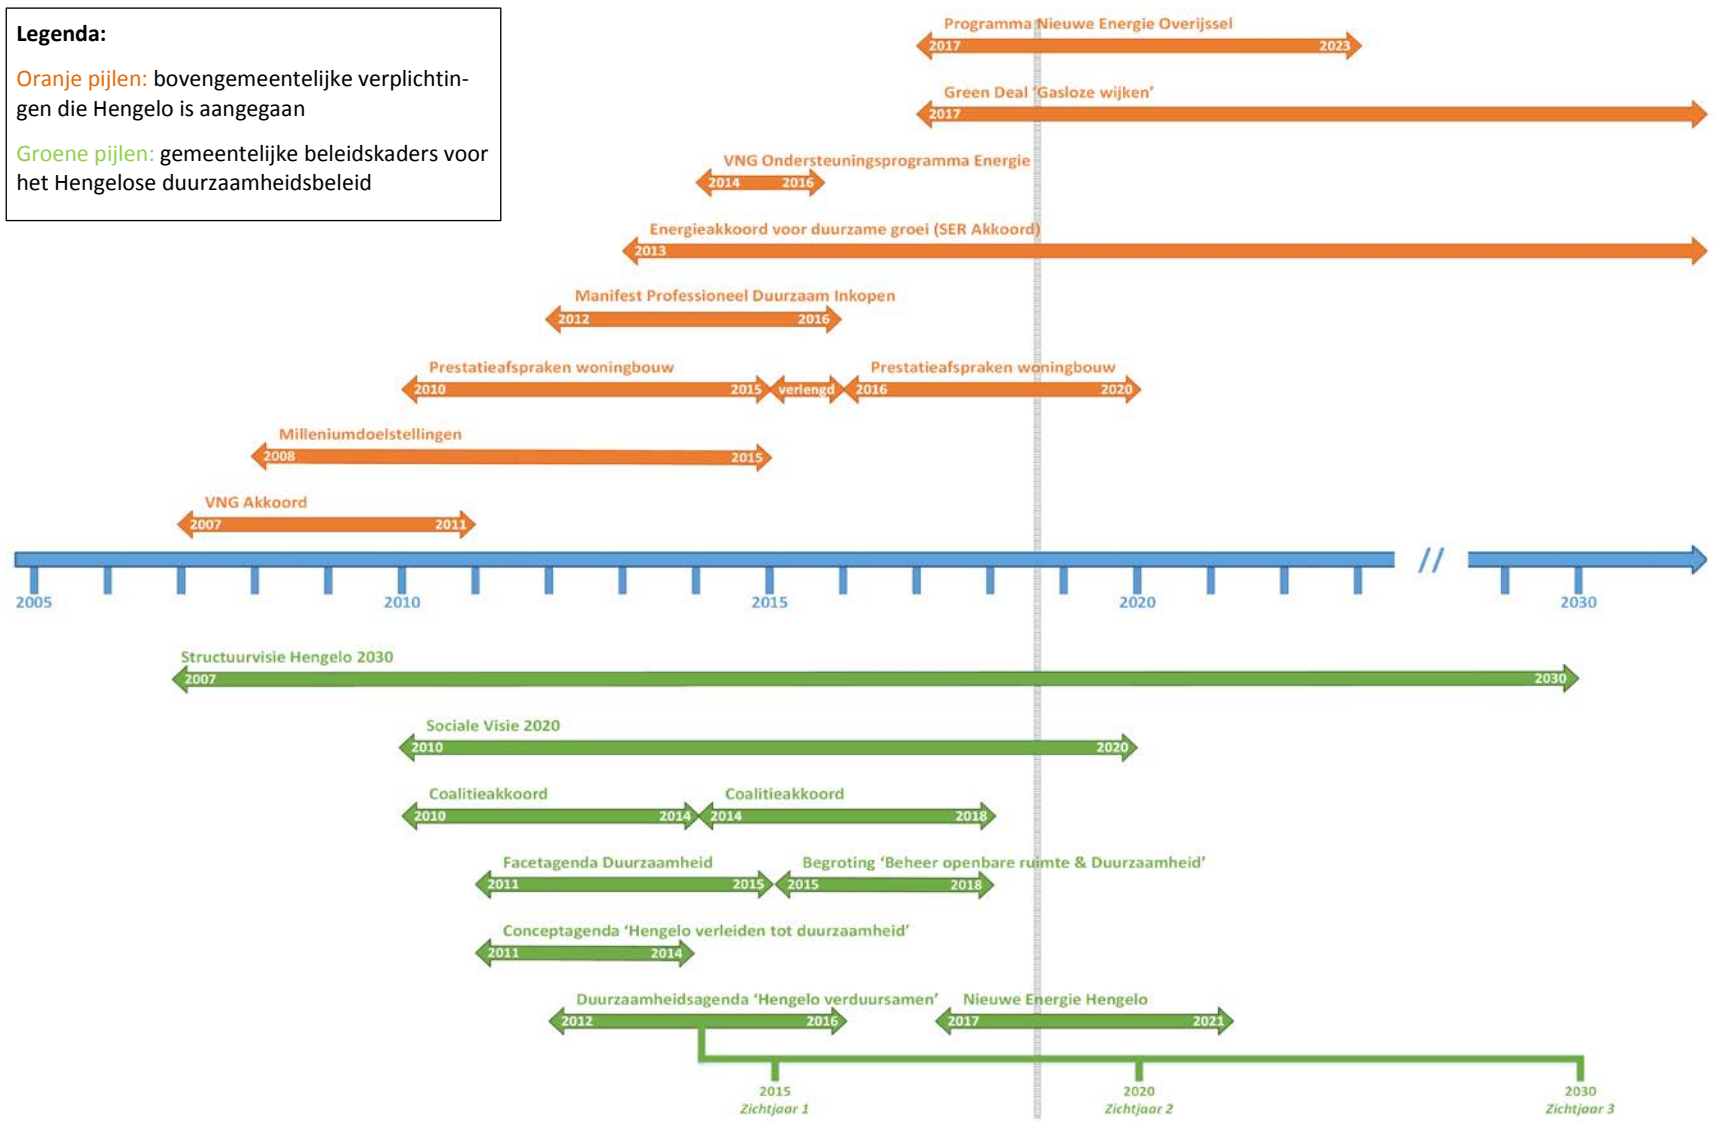 Legenda:
Oranje pijlen: bovengemeentelijke verplichtin-
gen die Hengelo is aangegaan
Groene pijlen: gemeentelijke beleidskaders voor
het Hengelose duurzaamheidsbeleid
Programma Nieuwe Energie Overijssel
2017 2023
Green Deal 'Gasloze wijken'
2017
VNG Ondersteuningsprogramma Energie
2014 2016
Energieakkoord voor duurzame groei (SER Akkoord)
2013
Manifest Professioneel Duurzaam Inkopen
2012 2016
Prestatieafspraken woningbouw Prestatieafspraken woningbouw
2010 2015 verlengd 2016 2020
Milleniumdoelstellingen
2008 2015
VNG Akkoord
2007 2011
//
2005 2010 2015 2020 2030
Structuurvisie Hengelo 2030
2007 2030
Sociale Visie 2020
2010 2020
Coalitieakkoord Coalitieakkoord
2010 2014 2014 2018
Facetagenda Duurzaamheid Begroting 'Beheer openbare ruimte & Duurzaamheid'
2011 2015 2015 2018
Conceptagenda 'Hengelo verleiden tot duurzaamheid'
2011 2014
Duurzaamheidsagenda 'Hengelo verduursamen' Nieuwe Energie Hengelo
2012 2016 2017 2021
2015 2020 2030
Zichtjaar 1 Zichtjaar 2 Zichtjaar 3